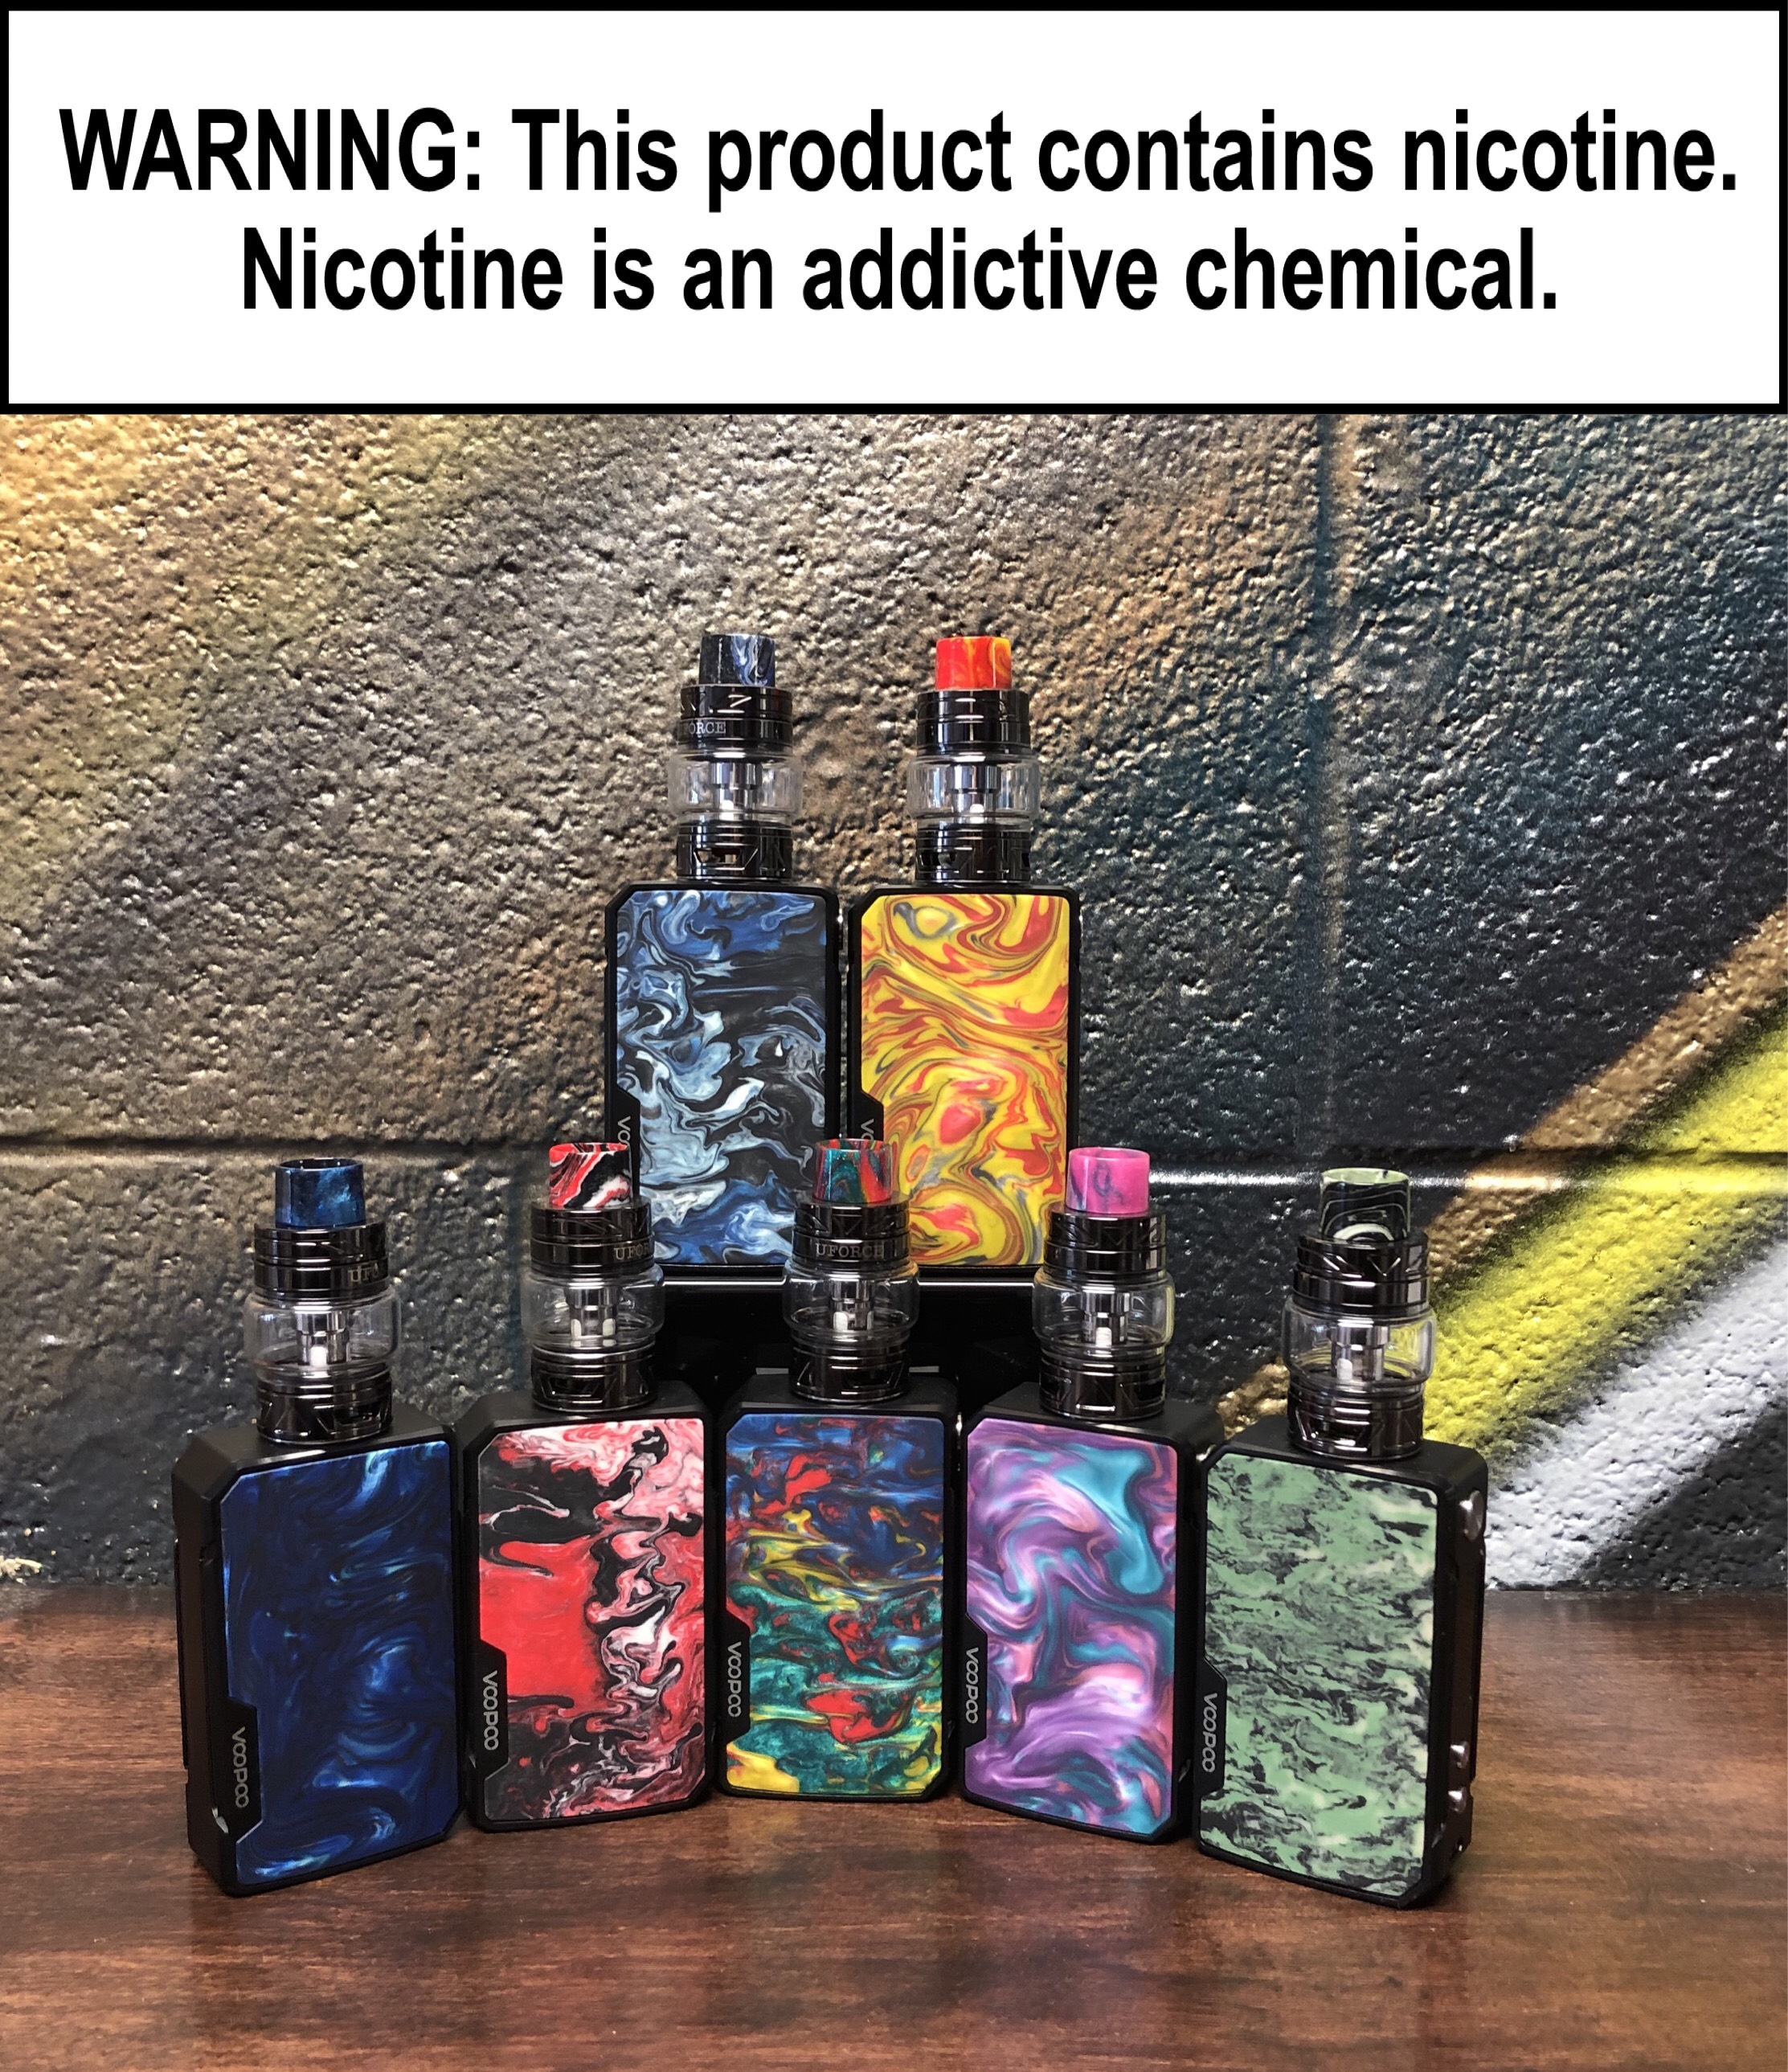 WARNING: This product contains nicotine.
Nicotine is an addictive chemical.
UFORCE
VOOPOO
VOOPOO
VOOPOO
VOOPOO
VOOPOO